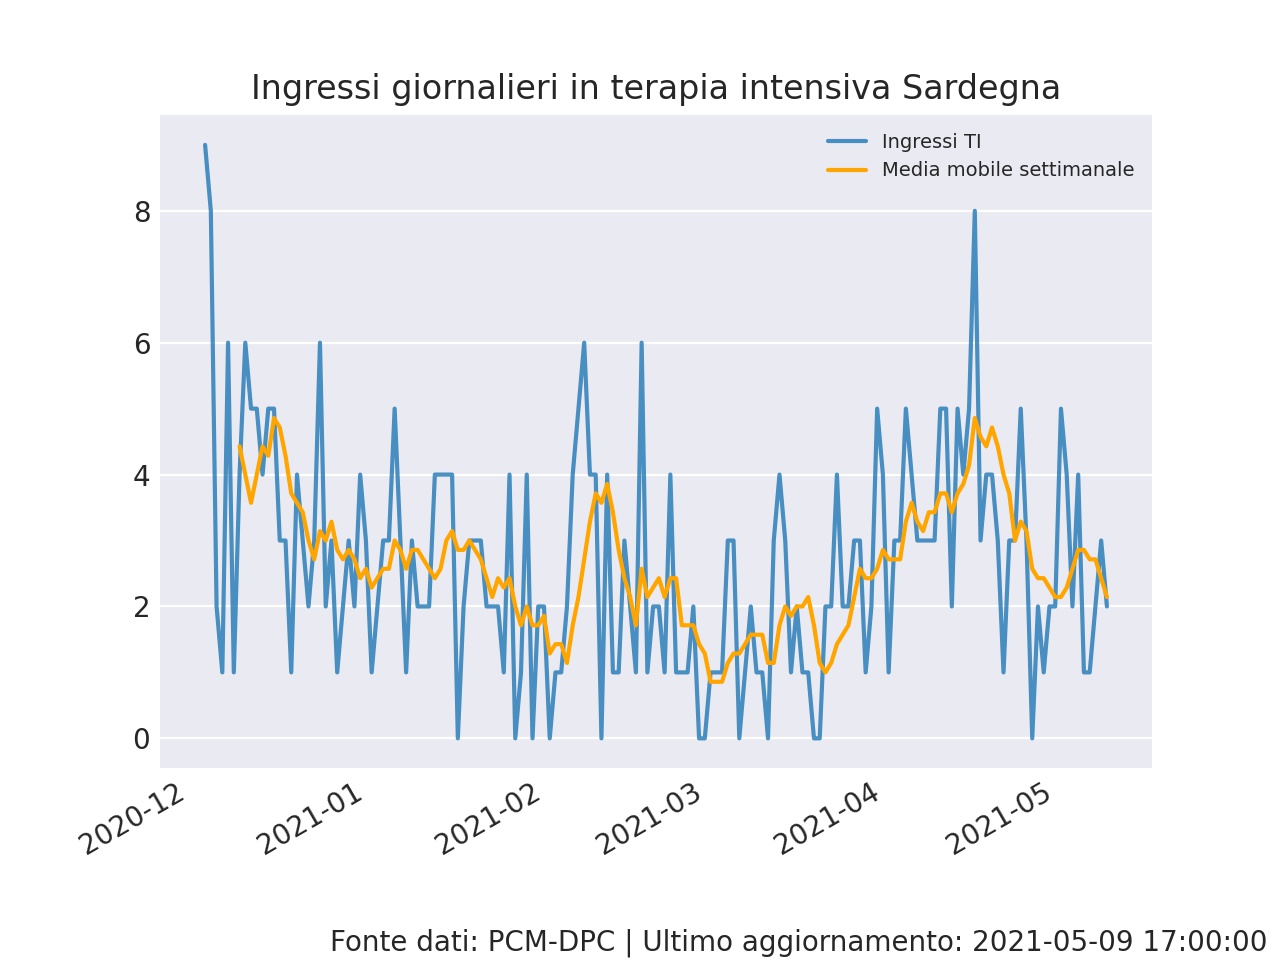 Ingressi giornalieri in terapia intensiva Sardegna
Ingressi TI
Media mobile settimanale
8
6
4
2
0
2020-12
2021-01
2021-02
2021-03
2021-04
2021-05
Fonte dati: PCM-DPC | Ultimo aggiornamento: 2021-05-09 17:00:00